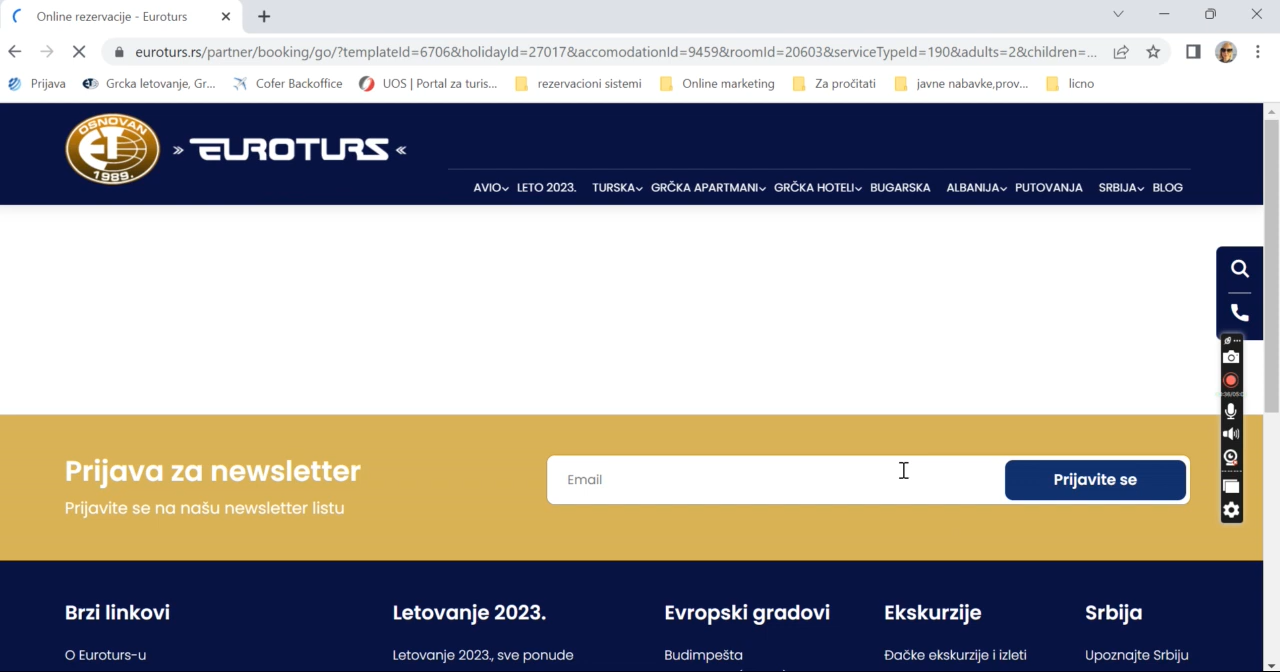 Online rezervacije - Euroturs
euroturs.rs/partner/booking/go/?templateId=6706&holidayId=27017&accomodationId=9459&roomId=20603&serviceTypeId=190&adults=2&children=...
Prijava
Grcka letovanje, Gr...
Cofer Backoffice
UOS | Portal za turis...
rezervacioni sistemi
Online marketing
Za pročitati
javne nabavke,prov...
licno
OSNOVAN
ET
1989.
» EUROTURS «
AVIO LETO 2023. TURSKA GRČKA APARTMANI GRČKA HOTELI BUGARSKA ALBANIJA PUTOVANJA SRBIJA BLOG
Prijava za newsletter
Prijavite se na našu newsletter listu
Email
Prijavite se
Brzi linkovi
O Euroturs-u
Letovanje 2023.
Letovanje 2023., sve ponude
Evropski gradovi
Budimpešta
Ekskurzije
Đačke ekskurzije i izleti
Srbija
Upoznajte Srbiju